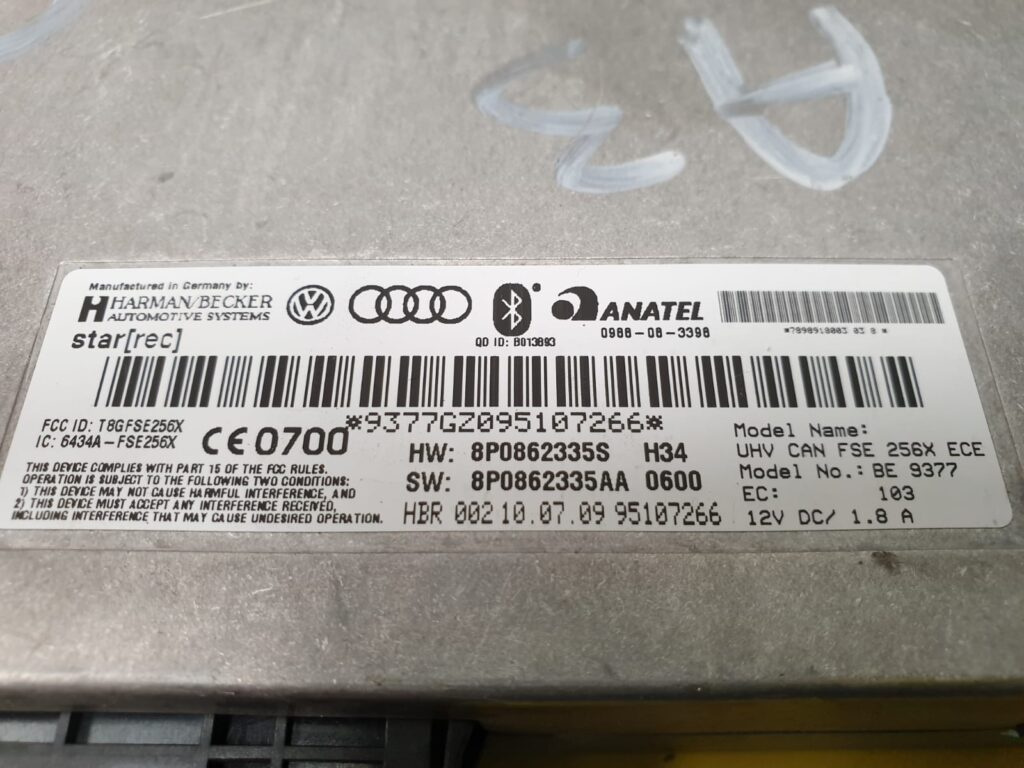 A3
Manufactured in Germany by:
HARMAN/BECKER
AUTOMOTIVE SYSTEMS
star[rec]
QD ID: B013893
ANATEL
0988-08-3398
FCC ID: T8GFSE256X
IC: 6434A-FSE256X
CE 0700
*9377GZ095107266*
HW: 8P0862335S H34
SW: 8P0862335AA 0600
HBR 002 10.07.09 95107266
THIS DEVICE COMPLIES WITH PART 15 OF THE FCC RULES.
OPERATION IS SUBJECT TO THE FOLLOWING TWO CONDITIONS:
1) THIS DEVICE MAY NOT CAUSE HARMFUL INTERFERENCE, AND
2) THIS DEVICE MUST ACCEPT ANY INTERFERENCE RECEIVED,
INCLUDING INTERFERENCE THAT MAY CAUSE UNDESIRED OPERATION.
Model Name:
UHV CAN FSE 256X ECE
Model No.: BE 9377
EC: 103
12V DC/ 1.8 A